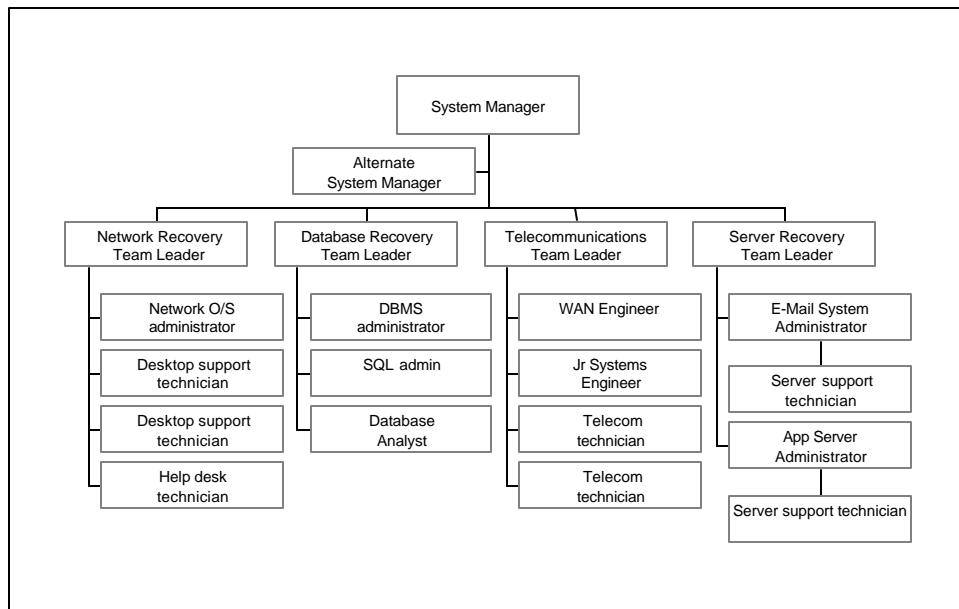 System Manager
Alternate
System Manager
Network Recovery
Team Leader
Database Recovery
Team Leader
Telecommunications
Team Leader
Server Recovery
Team Leader
Network O/S
administrator
Desktop support
technician
Desktop support
technician
Help desk
technician
DBMS
administrator
SQL admin
Database
Analyst
WAN Engineer
Jr Systems
Engineer
Telecom
technician
Telecom
technician
E-Mail System
Administrator
Server support
technician
App Server
Administrator
Server support technician